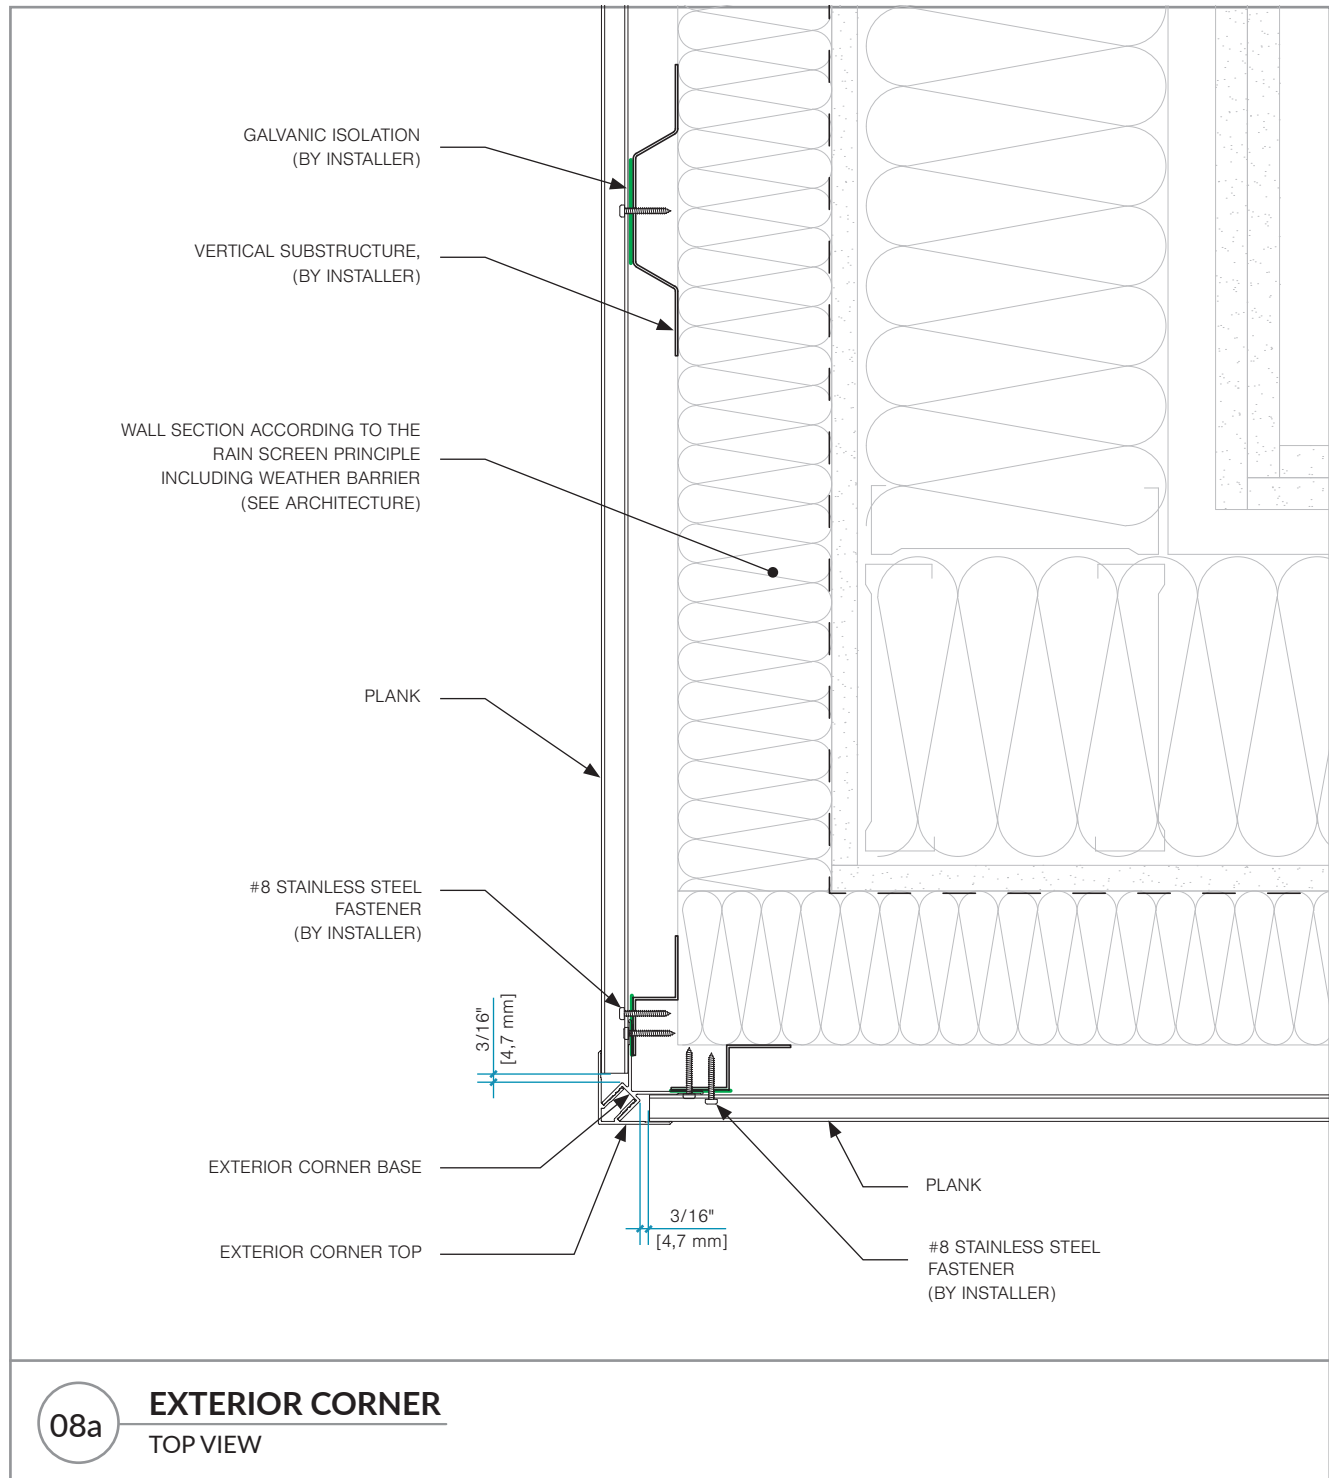 GALVANIC ISOLATION
(BY INSTALLER)
VERTICAL SUBSTRUCTURE,
(BY INSTALLER)
WALL SECTION ACCORDING TO THE
RAIN SCREEN PRINCIPLE
INCLUDING WEATHER BARRIER
(SEE ARCHITECTURE)
PLANK
#8 STAINLESS STEEL
FASTENER
(BY INSTALLER)
3/16"
[4,7 mm]
EXTERIOR CORNER BASE
EXTERIOR CORNER TOP
3/16"
[4,7 mm]
PLANK
#8 STAINLESS STEEL
FASTENER
(BY INSTALLER)
08a
EXTERIOR CORNER
TOP VIEW